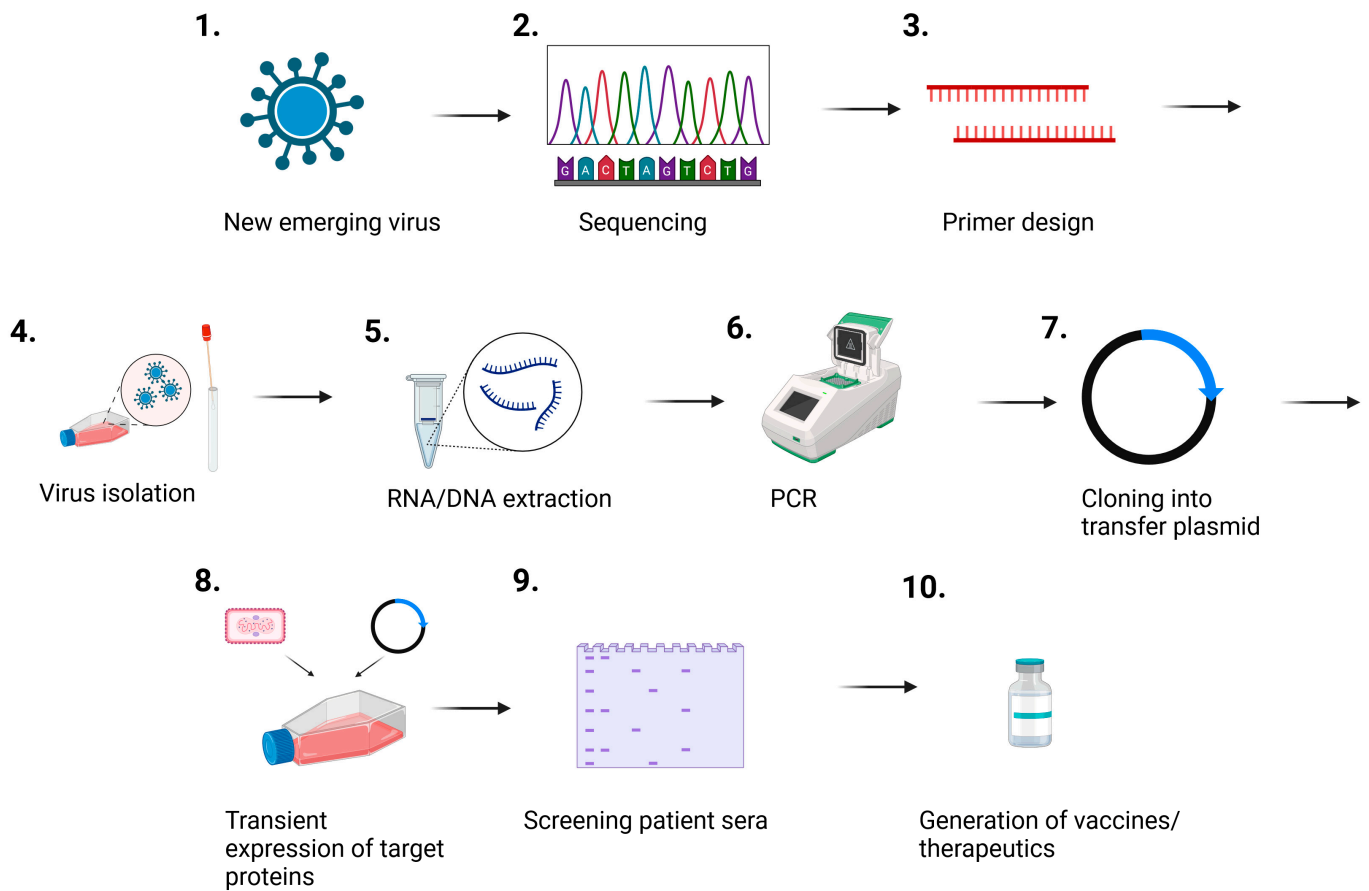 1.
2.
3.
G A C T A G T C T G
New emerging virus
Sequencing
Primer design
4.
5.
6.
7.
Virus isolation
RNA/DNA extraction
PCR
Cloning into
transfer plasmid
8.
9.
10.
Transient
expression of target
proteins
Screening patient sera
Generation of vaccines/
therapeutics